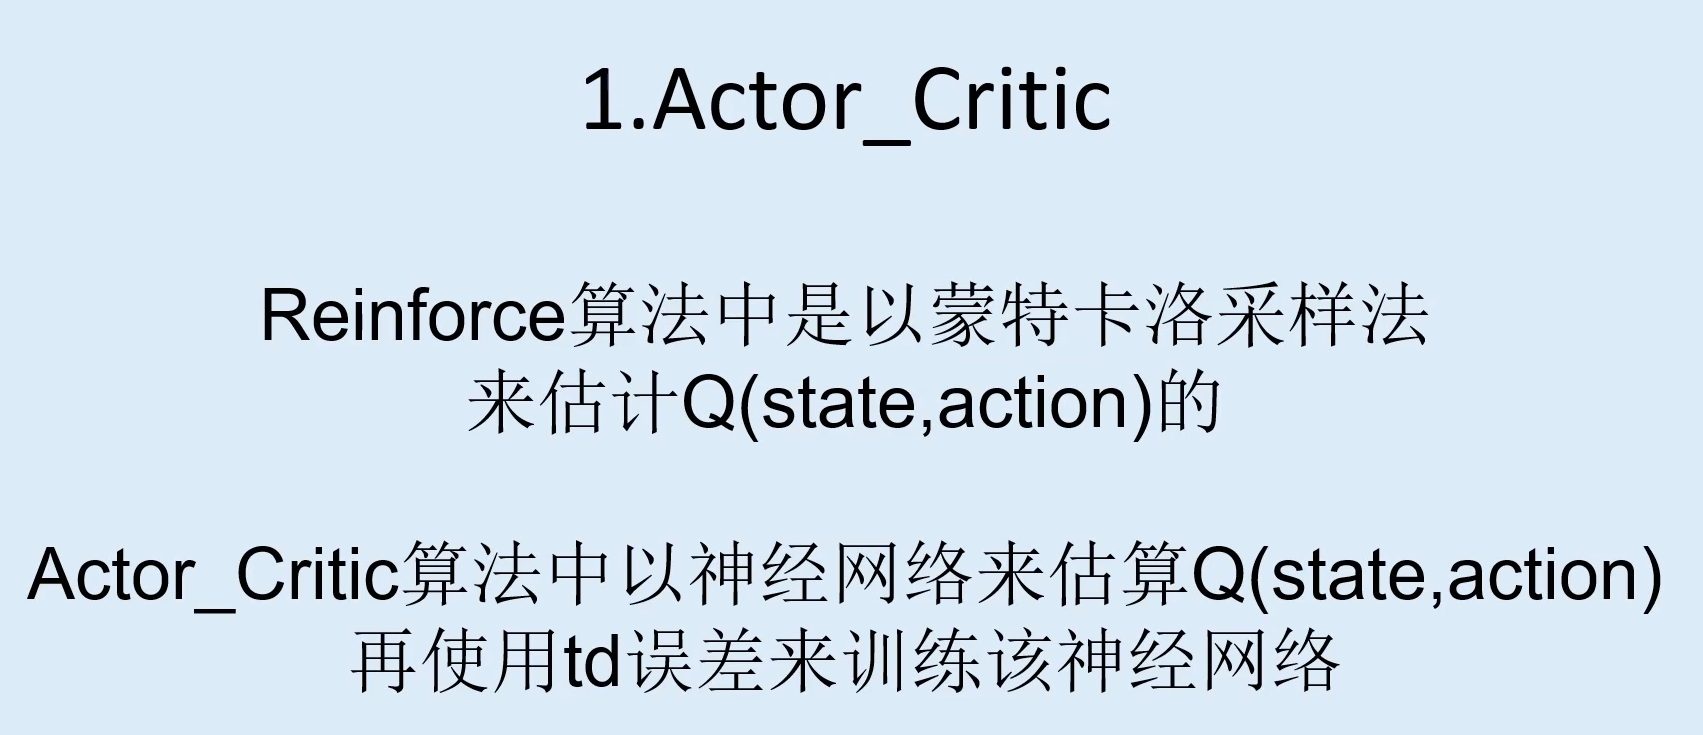 1.Actor_Critic
Reinforce算法中是以蒙特卡洛采样法
来估计Q(state,action)的
Actor_Critic算法中以神经网络来估算Q(state,action)
再使用td误差来训练该神经网络